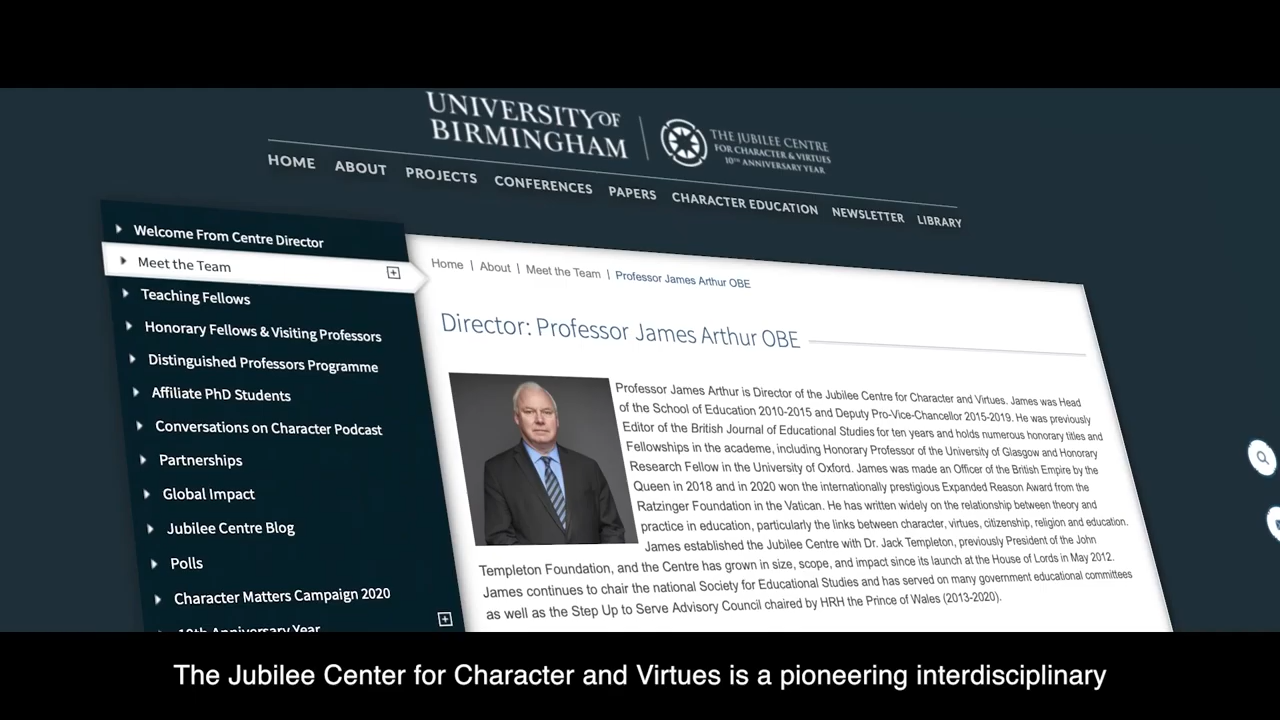 UNIVERSITY OF
BIRMINGHAM
THE JUBILEE CENTRE
FOR CHARACTER & VIRTUES
10TH ANNIVERSARY YEAR
HOME
ABOUT
PROJECTS
CONFERENCES
PAPERS
CHARACTER EDUCATION
NEWSLETTER
LIBRARY
Welcome From Centre Director
Meet the Team
Teaching Fellows
Honorary Fellows & Visiting Professors
Distinguished Professors Programme
Affiliate PhD Students
Conversations on Character Podcast
Partnerships
Global Impact
Jubilee Centre Blog
Polls
Character Matters Campaign 2020
10th Anniversary Year
Home | About | Meet the Team | Professor James Arthur OBE
Director: Professor James Arthur OBE
Professor James Arthur is Director of the Jubilee Centre for Character and Virtues. James was Head
of the School of Education 2010-2015 and Deputy Pro-Vice-Chancellor 2015-2019. He was previously
Editor of the British Journal of Educational Studies for ten years and holds numerous honorary titles and
Fellowships in the academe, including Honorary Professor of the University of Glasgow and Honorary
Research Fellow in the University of Oxford. James was made an Officer of the British Empire by the
Queen in 2018 and in 2020 won the internationally prestigious Expanded Reason Award from the
Ratzinger Foundation in the Vatican. He has written widely on the relationship between theory and
practice in education, particularly the links between character, virtues, citizenship, religion and education.
James established the Jubilee Centre with Dr. Jack Templeton, previously President of the John
Templeton Foundation, and the Centre has grown in size, scope, and impact since its launch at the House of Lords in May 2012.
James continues to chair the national Society for Educational Studies and has served on many government educational committees
as well as the Step Up to Serve Advisory Council chaired by HRH the Prince of Wales (2013-2020).
The Jubilee Center for Character and Virtues is a pioneering interdisciplinary